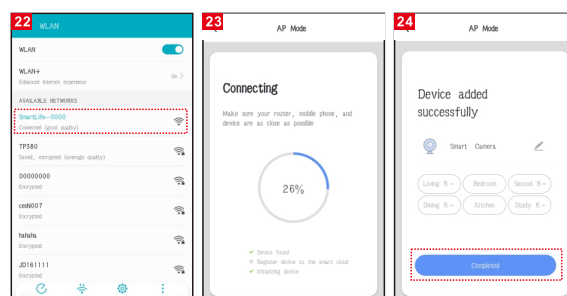 22
WLAN
WLAN
WLAN+
Enhanced Internet experience
On
AVAILABLE NETWORKS
SmartLife--0000
Connected (good quality)
TP380
Saved, encrypted (average quality)
00000000
Encrypted
ceshi007
Encrypted
hahaha
Encrypted
JD161111
Encrypted
23
AP Mode
Connecting
Make sure your router, mobile phone, and
device are as close as possible
26%
Device found
Register device to the smart cloud
Initializing device
24
AP Mode
Device added
successfully
Smart Camera
Living R…
Bedroom
Second B…
Dining R…
Kitchen
Study R…
Completed